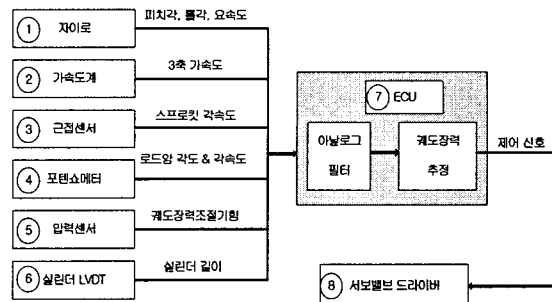 ① 자이로
피치각, 롤각, 요속도
② 가속도계
3축 가속도
③ 근접센서
스프로킷 각속도
④ 포텐쇼메터
로드암 각도 & 각속도
⑤ 압력센서
궤도장력조절기힘
⑥ 실린더 LVDT
실린더 길이
⑦ ECU
아날로그
필터
궤도장력
추정
제어 신호
⑧ 서보밸브 드라이버